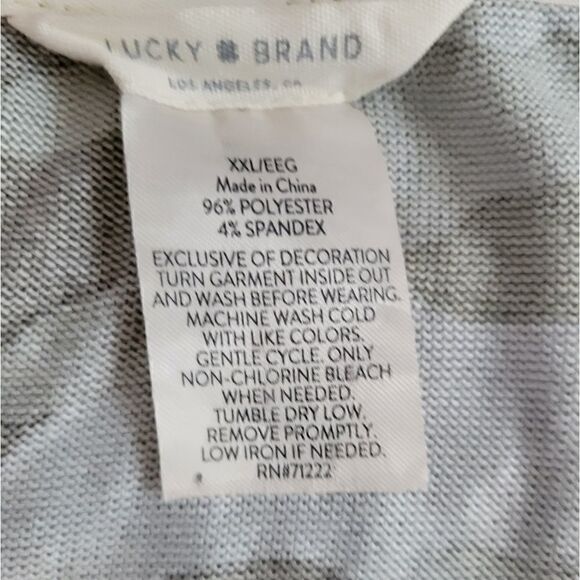 LUCKY BRAND
LOS ANGELES, CA
XXL/EEG
Made in China
96% POLYESTER
4% SPANDEX
EXCLUSIVE OF DECORATION
TURN GARMENT INSIDE OUT
AND WASH BEFORE WEARING.
MACHINE WASH COLD
WITH LIKE COLORS.
GENTLE CYCLE. ONLY
NON-CHLORINE BLEACH
WHEN NEEDED.
TUMBLE DRY LOW.
REMOVE PROMPTLY.
LOW IRON IF NEEDED.
RN#71222